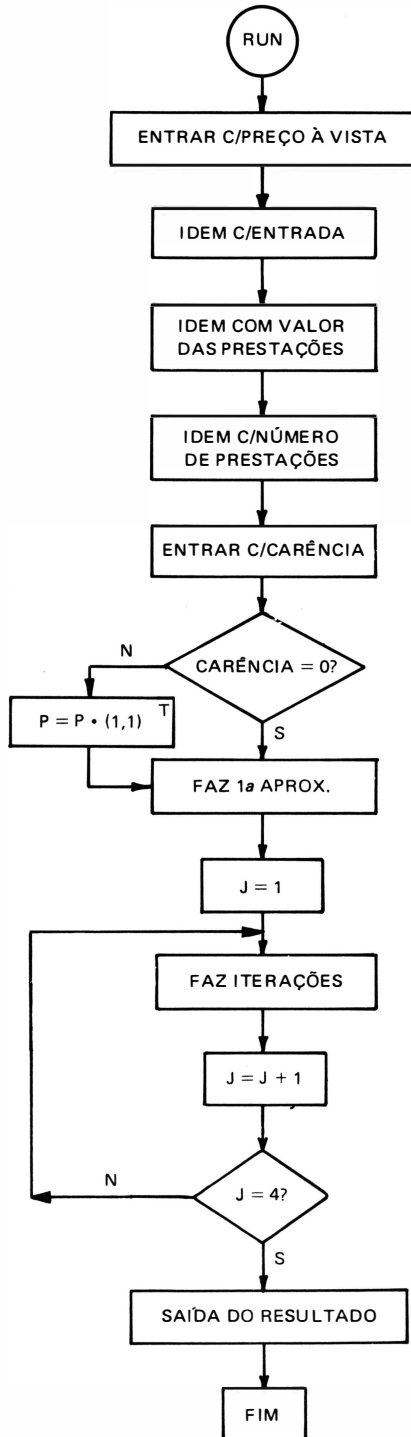 RUN
ENTRAR C/PREÇO À VISTA
IDEM C/ENTRADA
IDEM COM VALOR
DAS PRESTAÇÕES
IDEM C/NÚMERO
DE PRESTAÇÕES
ENTRAR C/CARÊNCIA
N
CARÊNCIA = 0?
P = P • (1,1) T
S
FAZ 1a APROX.
J = 1
FAZ ITERAÇÕES
J = J + 1
N
J = 4?
S
SAÍDA DO RESULTADO
FIM